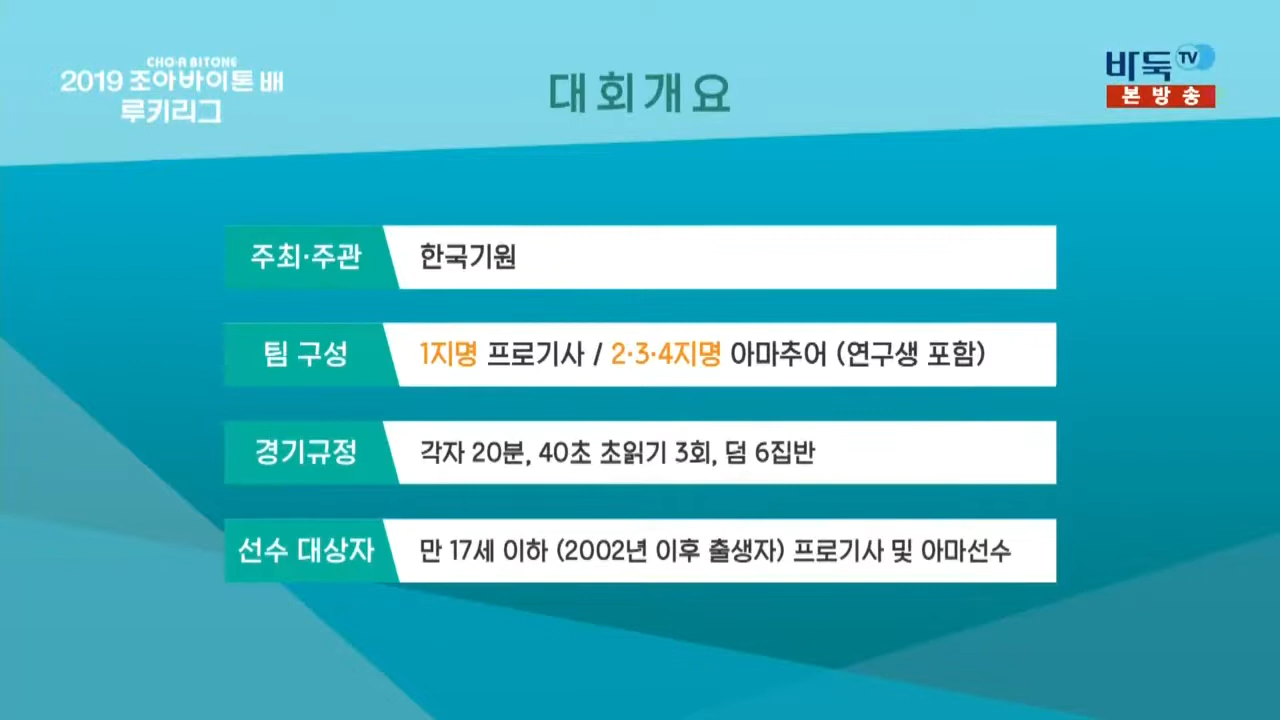 CHO·A BITONE
2019 조아바이톤 배
루키리그
대회개요
바둑TV
본방송
주최·주관
한국기원
팀 구성
1지명 프로기사 / 2·3·4지명 아마추어 (연구생 포함)
경기규정
각자 20분, 40초 초읽기 3회, 덤 6집반
선수 대상자
만 17세 이하 (2002년 이후 출생자) 프로기사 및 아마선수